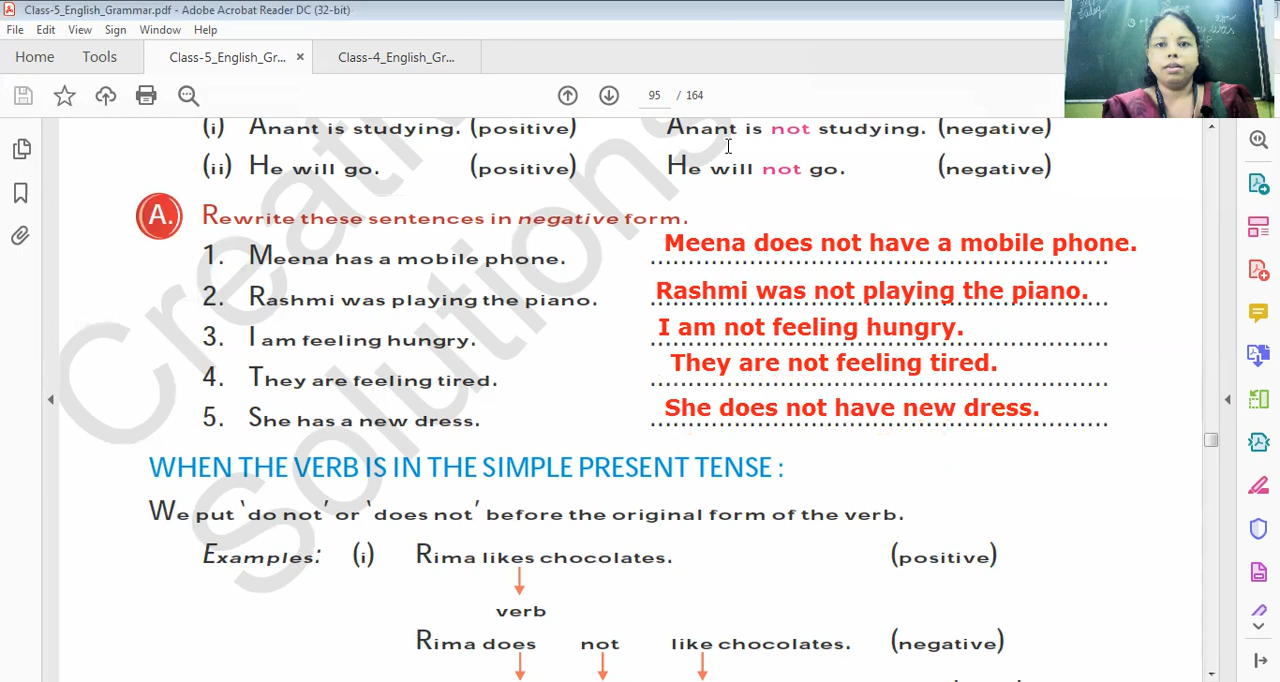 Class-5_English_Grammar.pdf - Adobe Acrobat Reader DC (32-bit)
File Edit View Sign Window Help
Home Tools Class-5_English_Gr... × Class-4_English_Gr...
95 / 164
(i) Anant is studying. (positive) Anant is not studying. (negative)
(ii) He will go. (positive) He will not go. (negative)
A. Rewrite these sentences in negative form.
1. Meena has a mobile phone. Meena does not have a mobile phone.
2. Rashmi was playing the piano. Rashmi was not playing the piano.
3. I am feeling hungry. I am not feeling hungry.
4. They are feeling tired. They are not feeling tired.
5. She has a new dress. She does not have new dress.
WHEN THE VERB IS IN THE SIMPLE PRESENT TENSE :
We put 'do not' or 'does not' before the original form of the verb.
Examples: (i) Rima likes chocolates. (positive)
verb
Rima does not like chocolates. (negative)
Solutions